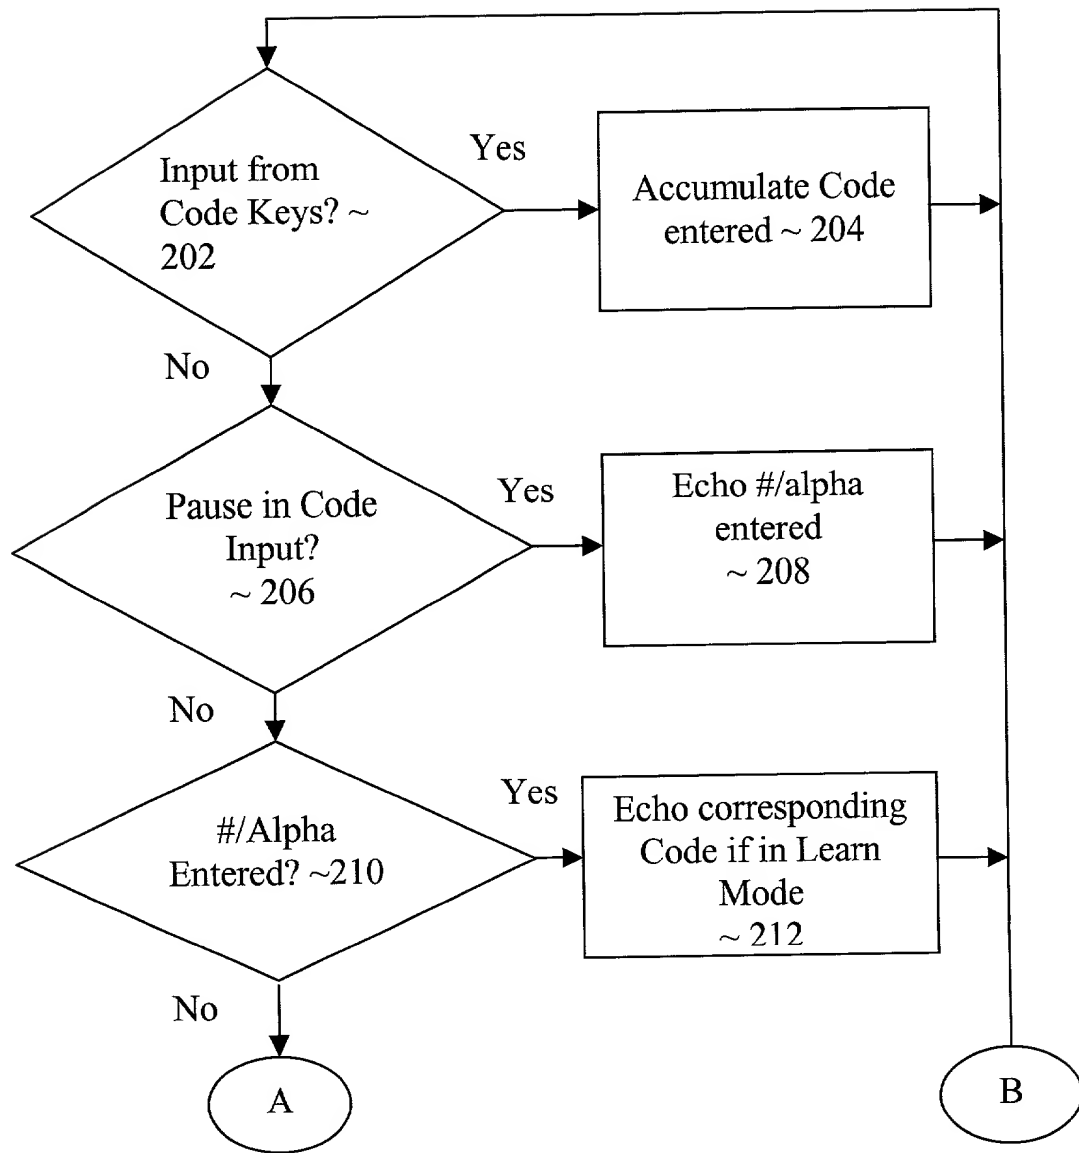 Yes
Input from
Code Keys? ~
202
Accumulate Code
entered ~ 204
No
Yes
Pause in Code
Input?
~ 206
Echo #/alpha
entered
~ 208
No
Yes
#/Alpha
Entered? ~210
Echo corresponding
Code if in Learn
Mode
~ 212
No
A
B